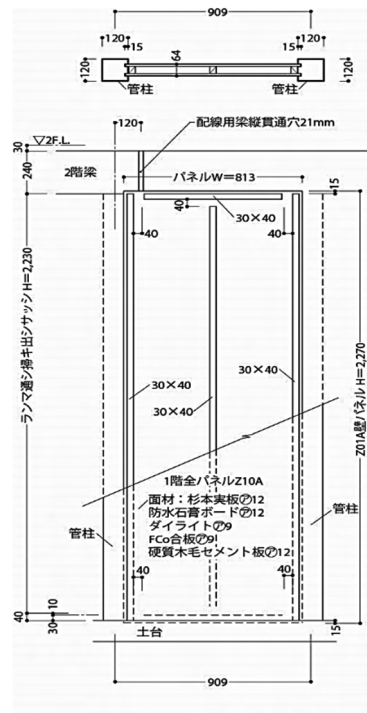 909
120
15
64
15
120
120
120
管柱
管柱
120
配線用梁縦貫通穴21mm
▽2F.L.
30
240
2階梁
パネルW=813
15
40
30×40
40
40
ランマ通シ掃キ出シサッシ H=2,230
Z01A壁パネル H=2,270
30×40
30×40
30×40
1階全パネルZ10A
面材：杉本実板㋐12
防水石膏ボード㋐12
ダイライト㋐9
FCo合板㋐9
硬質木毛セメント板㋐12
管柱
管柱
40
40
40
10
30
土台
15
909